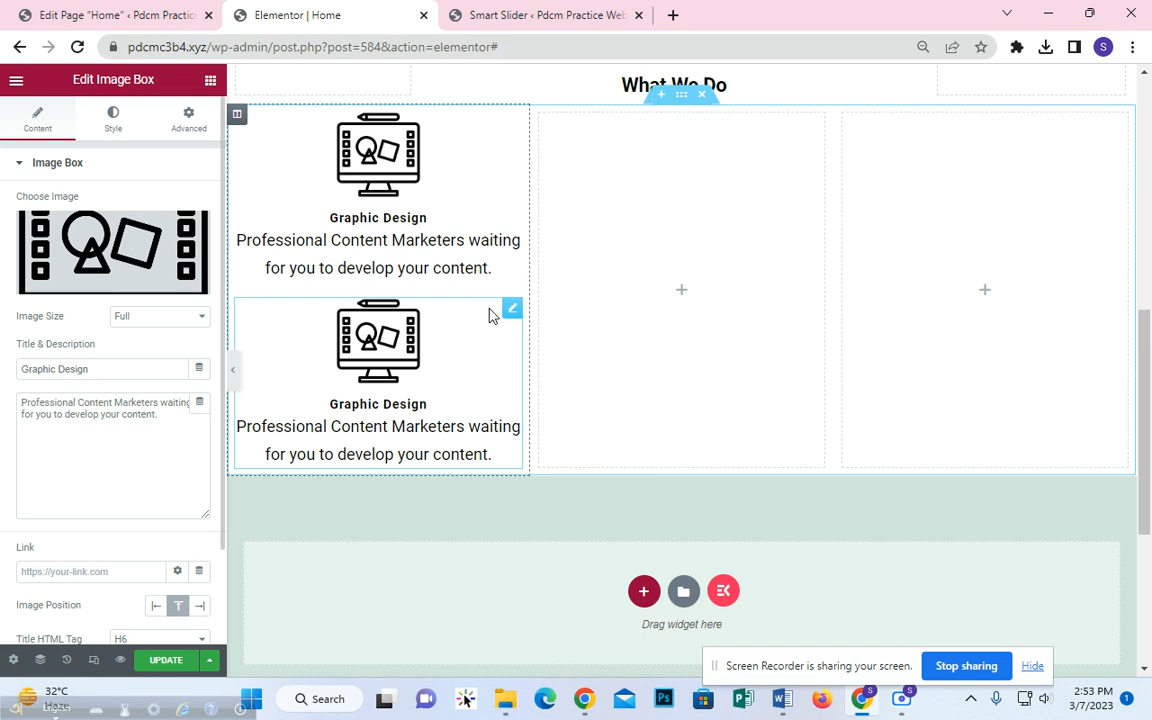 Edit Page "Home" ‹ Pdcm Practic
Elementor | Home
Smart Slider ‹ Pdcm Practice Web
pdcmc3b4.xyz/wp-admin/post.php?post=584&action=elementor#
S
Edit Image Box
Content
Style
Advanced
Image Box
Choose Image
Image Size
Full
Title & Description
Graphic Design
Professional Content Marketers waiting
for you to develop your content.
Link
https://your-link.com
Image Position
Title HTML Tag
H6
UPDATE
What We Do
Graphic Design
Professional Content Marketers waiting
for you to develop your content.
Graphic Design
Professional Content Marketers waiting
for you to develop your content.
Drag widget here
Screen Recorder is sharing your screen.
Stop sharing
Hide
32°C
Haze
Search
2:53 PM
3/7/2023